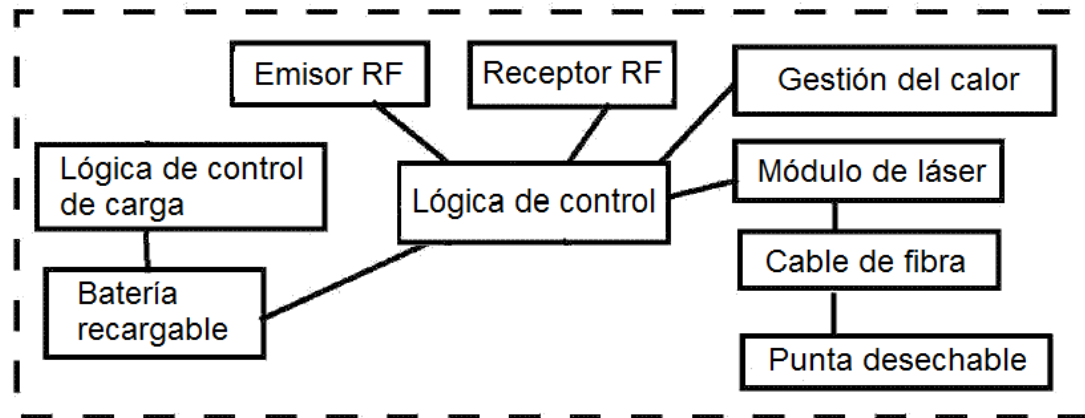 Emisor RF
Receptor RF
Gestión del calor
Lógica de control
de carga
Lógica de control
Módulo de láser
Cable de fibra
Batería
recargable
Punta desechable